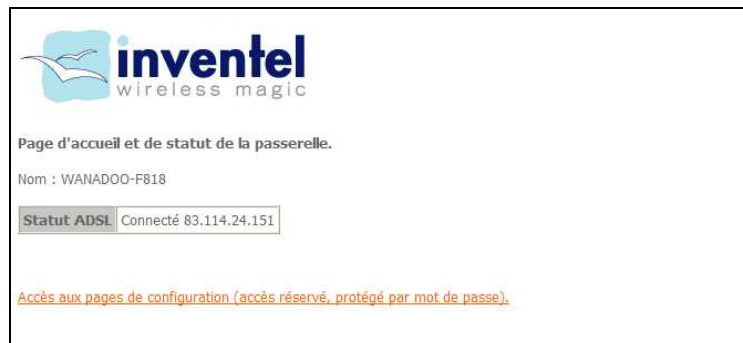 inventel
wireless magic
Page d'accueil et de statut de la passerelle.
Nom : WANADOO-F818
Statut ADSL Connecté 83.114.24.151
Accès aux pages de configuration (accès réservé, protégé par mot de passe).